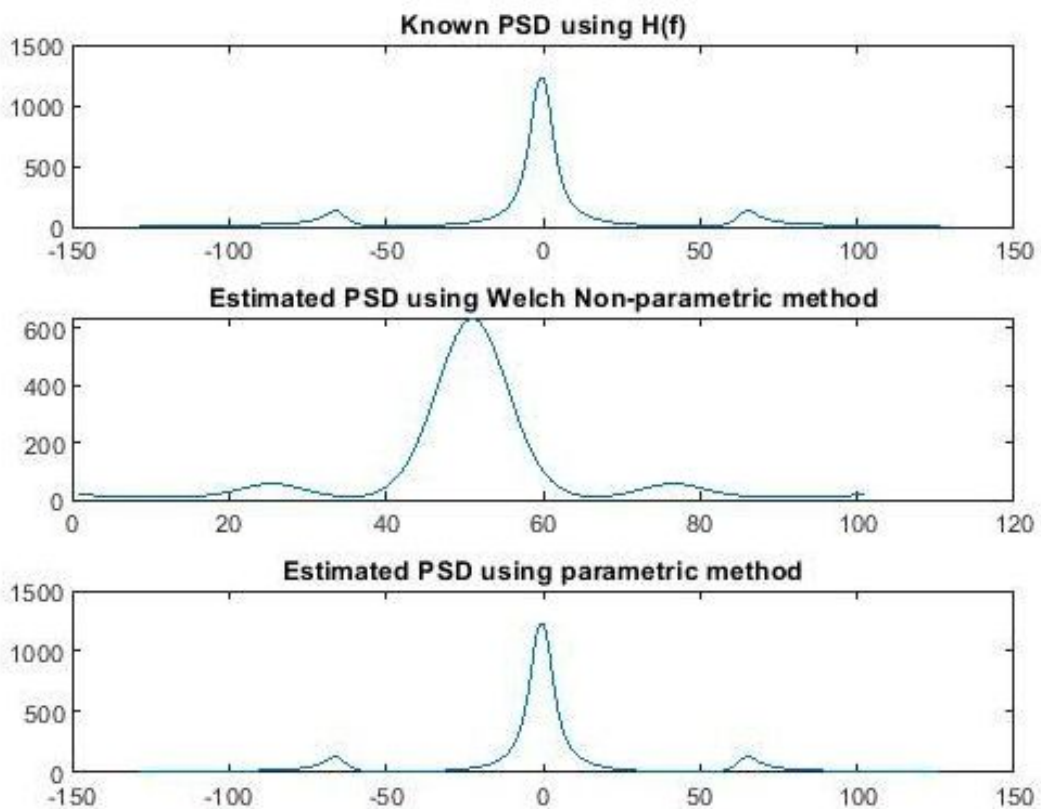 Known PSD using H(f)
1500
1000
500
0
-150 -100 -50 0 50 100 150
Estimated PSD using Welch Non-parametric method
600
400
200
0
0 20 40 60 80 100 120
Estimated PSD using parametric method
1500
1000
500
0
-150 -100 -50 0 50 100 150